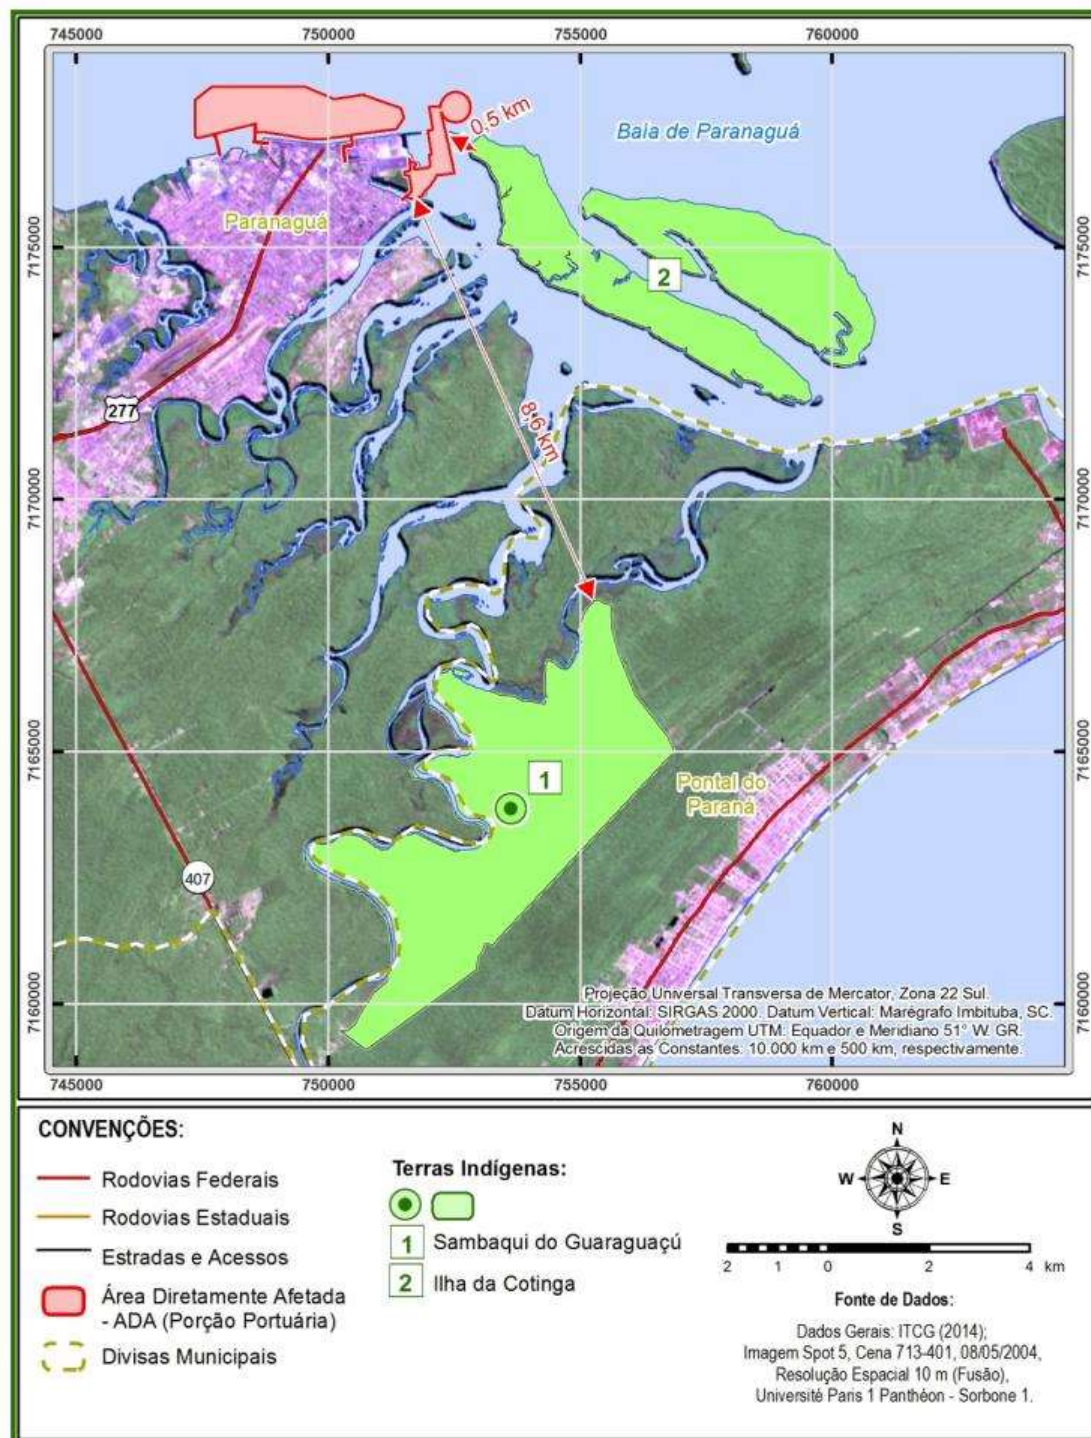 745000 750000 755000 760000
0,5 km
Baía de Paranaguá
Paranaguá
7175000 7175000
2
277
8,6 km
7170000 7170000
7165000 7165000
1
Pontal do
Paraná
407
7160000 7160000
Projeção Universal Transversa de Mercator, Zona 22 Sul.
Datum Horizontal: SIRGAS 2000. Datum Vertical: Marégrafo Imbituba, SC.
Origem da Quilometragem UTM: Equador e Meridiano 51° W. GR.
Acrescidas as Constantes: 10.000 km e 500 km, respectivamente.
745000 750000 755000 760000
CONVENÇÕES:
Rodovias Federais
Rodovias Estaduais
Estradas e Acessos
Área Diretamente Afetada
- ADA (Porção Portuária)
Divisas Municipais
Terras Indígenas:
1 Sambaqui do Guaraguaçú
2 Ilha da Cotinga
N
W E
S
2 1 0 2 4 km
Fonte de Dados:
Dados Gerais: ITCG (2014);
Imagem Spot 5, Cena 713-401, 08/05/2004,
Resolução Espacial 10 m (Fusão),
Université Paris 1 Panthéon - Sorbone 1.